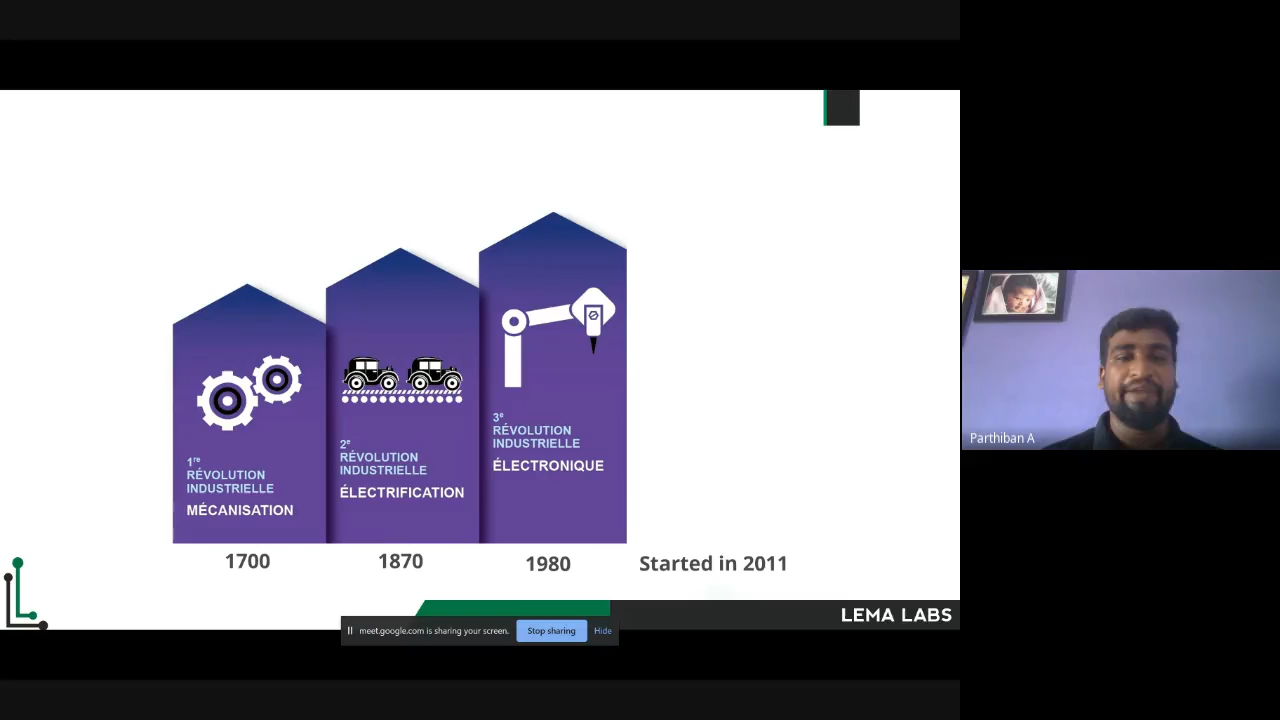 1re
RÉVOLUTION
INDUSTRIELLE
MÉCANISATION
2e
RÉVOLUTION
INDUSTRIELLE
ÉLECTRIFICATION
3e
RÉVOLUTION
INDUSTRIELLE
ÉLECTRONIQUE
1700
1870
1980
Started in 2011
LEMA LABS
meet.google.com is sharing your screen.
Stop sharing
Hide
Parthiban A